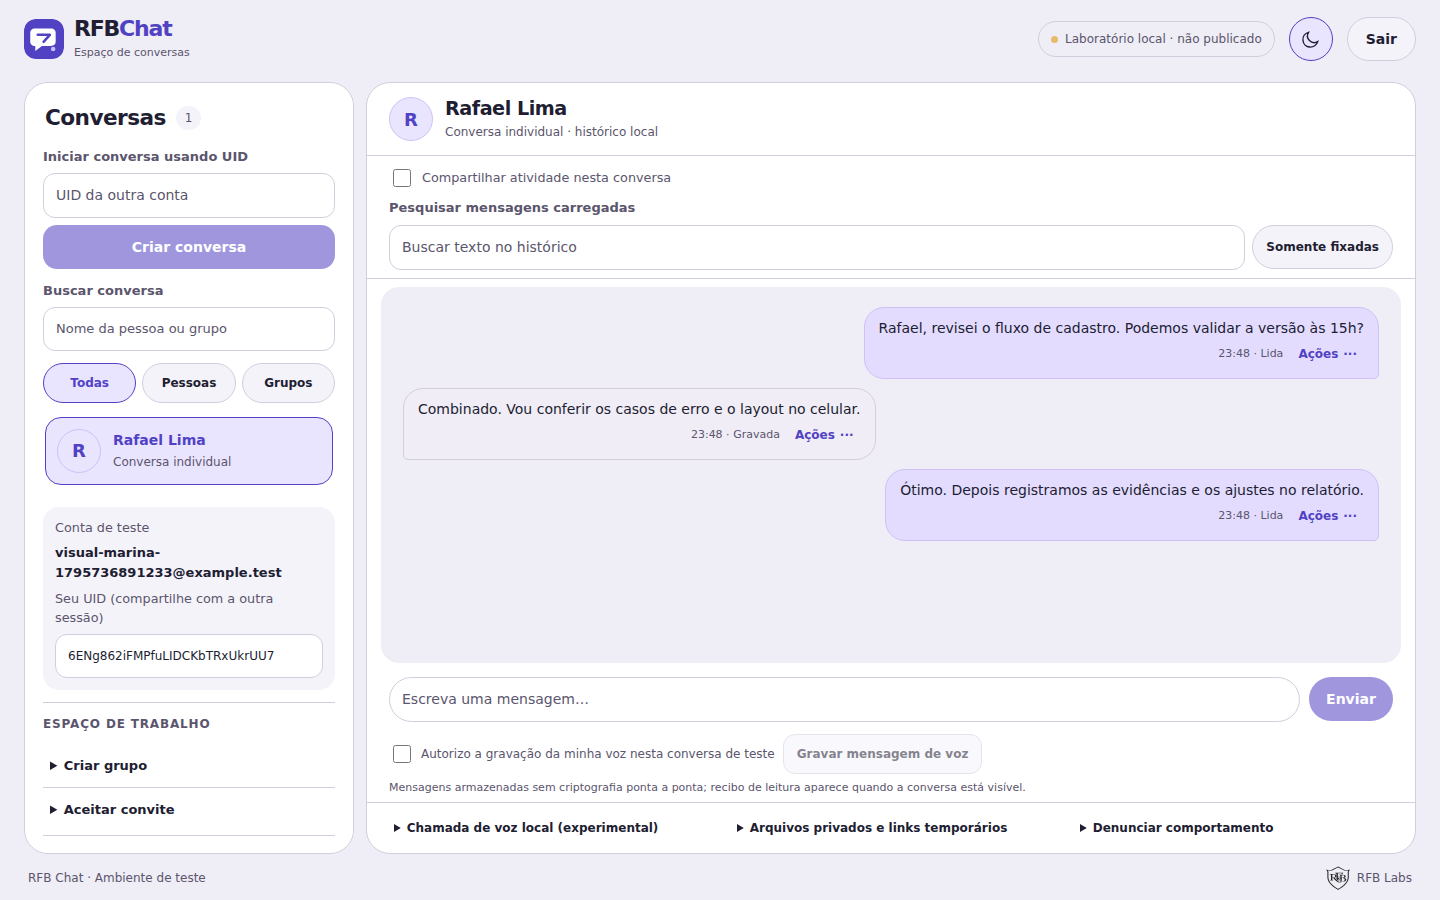 RFBChat
Espaço de conversas
Laboratório local · não publicado
Sair
Conversas 1
Iniciar conversa usando UID
UID da outra conta
Criar conversa
Buscar conversa
Nome da pessoa ou grupo
Todas Pessoas Grupos
R
Rafael Lima
Conversa individual
Conta de teste
visual-marina-
1795736891233@example.test
Seu UID (compartilhe com a outra
sessão)
6ENg862iFMPfuLIDCKbTRxUkrUU7
ESPAÇO DE TRABALHO
Criar grupo
Aceitar convite
R
Rafael Lima
Conversa individual · histórico local
Compartilhar atividade nesta conversa
Pesquisar mensagens carregadas
Buscar texto no histórico
Somente fixadas
Rafael, revisei o fluxo de cadastro. Podemos validar a versão às 15h?
23:48 · Lida Ações ···
Combinado. Vou conferir os casos de erro e o layout no celular.
23:48 · Gravada Ações ···
Ótimo. Depois registramos as evidências e os ajustes no relatório.
23:48 · Lida Ações ···
Escreva uma mensagem...
Enviar
Autorizo a gravação da minha voz nesta conversa de teste
Gravar mensagem de voz
Mensagens armazenadas sem criptografia ponta a ponta; recibo de leitura aparece quando a conversa está visível.
Chamada de voz local (experimental)
Arquivos privados e links temporários
Denunciar comportamento
RFB Chat · Ambiente de teste
RFB Labs